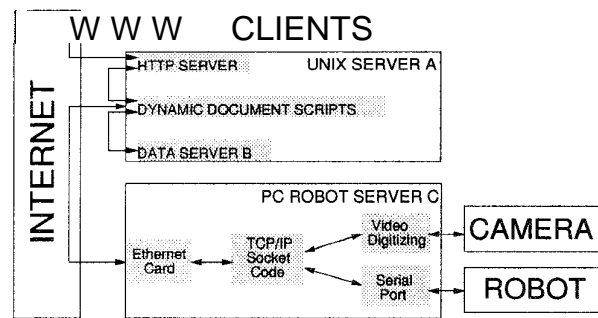 W W W CLIENTS
INTERNET
UNIX SERVER A
HTTP SERVER
DYNAMIC DOCUMENT SCRIPTS
DATA SERVER B
PC ROBOT SERVER C
Ethernet
Card
TCP/IP
Socket
Code
Video
Digitizing
Serial
Port
CAMERA
ROBOT